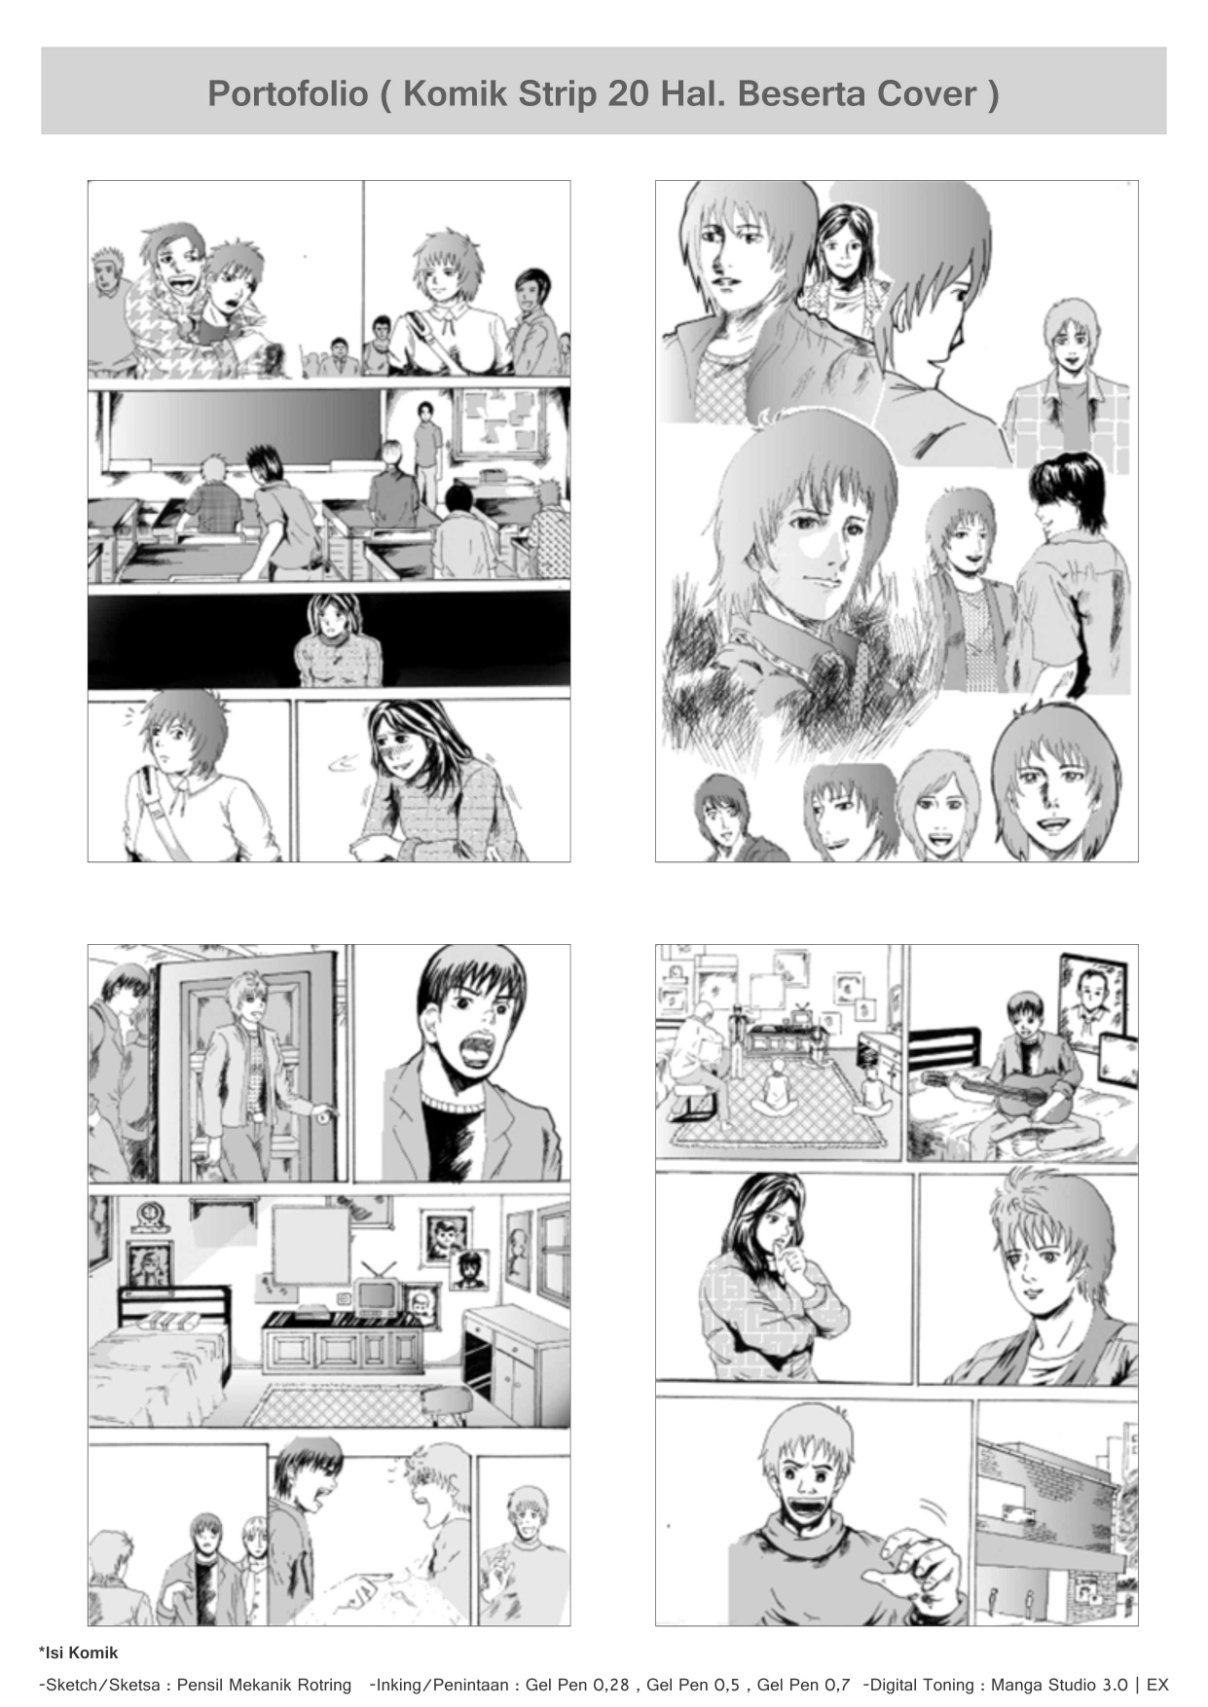 Portofolio ( Komik Strip 20 Hal. Beserta Cover )
*Isi Komik
-Sketch/Sketsa : Pensil Mekanik Rotring -Inking/Penintaan : Gel Pen 0,28 , Gel Pen 0,5 , Gel Pen 0,7 -Digital Toning : Manga Studio 3.0 | EX